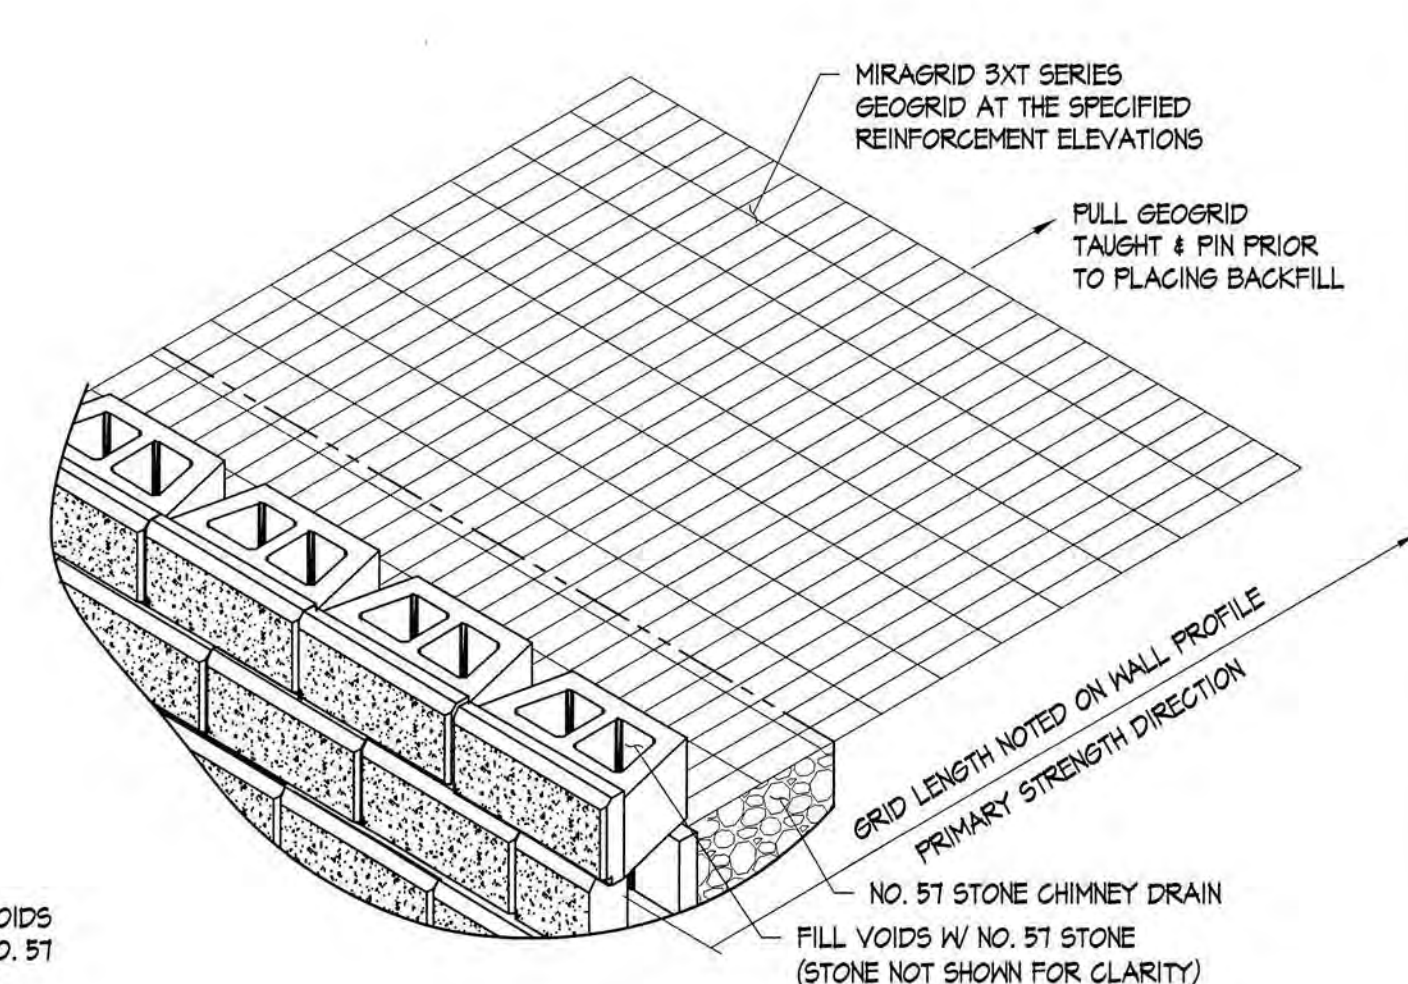 MIRAGRID 3XT SERIES
GEOGRID AT THE SPECIFIED
REINFORCEMENT ELEVATIONS
PULL GEOGRID
TAUGHT & PIN PRIOR
TO PLACING BACKFILL
GRID LENGTH NOTED ON WALL PROFILE
PRIMARY STRENGTH DIRECTION
NO. 57 STONE CHIMNEY DRAIN
FILL VOIDS W/ NO. 57 STONE
(STONE NOT SHOWN FOR CLARITY)
OIDS
O. 57